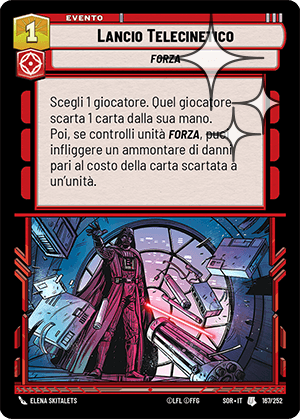 EVENTO
1
LANCIO TELECINETICO
FORZA
Scegli 1 giocatore. Quel giocatore
scarta 1 carta dalla sua mano.
Poi, se controlli unità FORZA, puoi
infliggere un ammontare di danni
pari al costo della carta scartata a
un'unità.
ELENA SKITALETS
©LFL ©FFG
SOR • IT
167/252